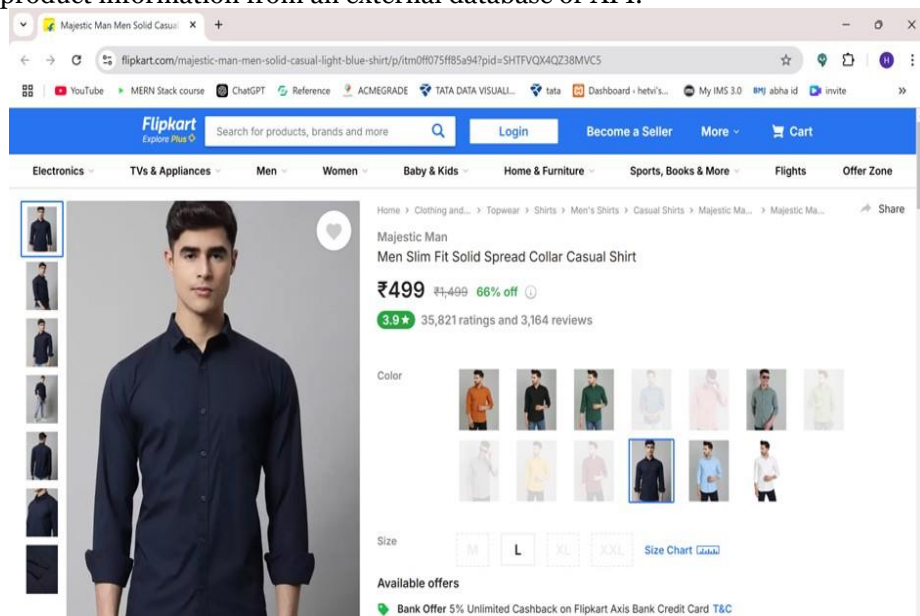 product information from an external database or API.
Majestic Man Men Solid Casual
flipkart.com/majestic-man-men-solid-casual-light-blue-shirt/p/itm0ff075ff85a94?pid=SHTFVQX4QZ38MVC5
H
YouTube MERN Stack course ChatGPT Reference ACMEGRADE TATA DATA VISUALI... tata Dashboard - hetvi's... My IMS 3.0 BMJ abha id invite »
Flipkart
Explore Plus
Search for products, brands and more
Login Become a Seller More Cart
Electronics TVs & Appliances Men Women Baby & Kids Home & Furniture Sports, Books & More Flights Offer Zone
Home > Clothing and... > Topwear > Shirts > Men's Shirts > Casual Shirts > Majestic Ma... > Majestic Ma... Share
Majestic Man
Men Slim Fit Solid Spread Collar Casual Shirt
₹499 ₹1,499 66% off
3.9★ 35,821 ratings and 3,164 reviews
Color
Size M L XL XXL Size Chart
Available offers
Bank Offer 5% Unlimited Cashback on Flipkart Axis Bank Credit Card T&C